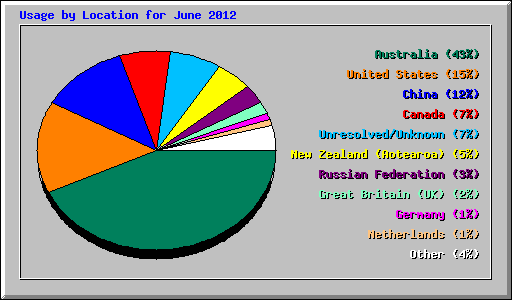 Usage by Location for June 2012
Australia (43%)
United States (15%)
China (12%)
Canada (7%)
Unresolved/Unknown (7%)
New Zealand (Aotearoa) (5%)
Russian Federation (3%)
Great Britain (UK) (2%)
Germany (1%)
Netherlands (1%)
Other (4%)